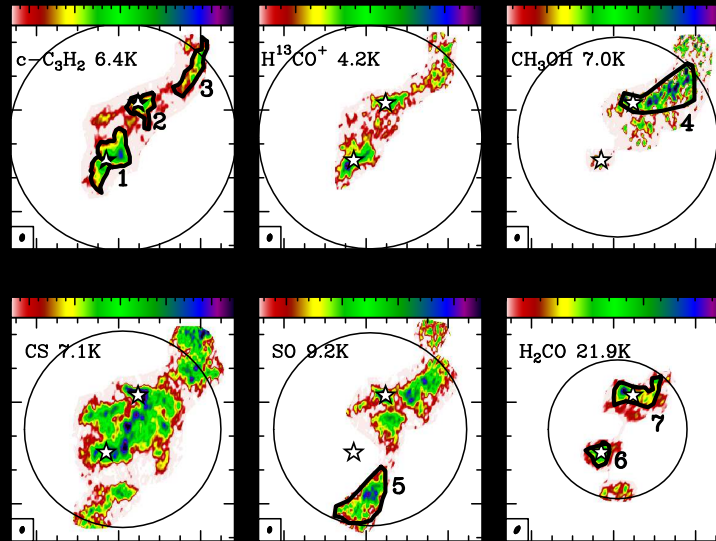 c-C₃H₂ 6.4K
3
2
1
H¹³CO⁺ 4.2K
CH₃OH 7.0K
4
CS 7.1K
SO 9.2K
5
H₂CO 21.9K
7
6